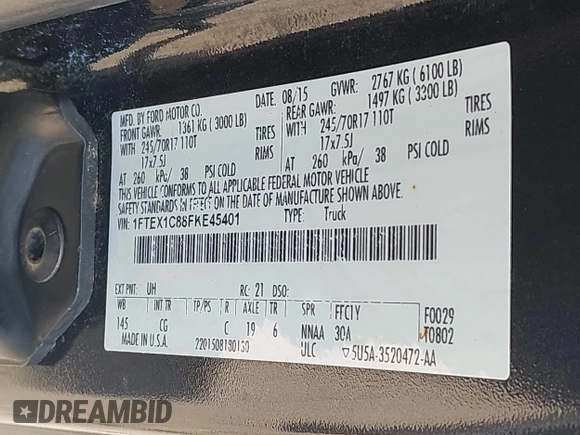 MFD. BY FORD MOTOR CO. DATE: 08/15 GVWR: 2767 KG ( 6100 LB)
FRONT GAWR: 1361 KG ( 3000 LB) REAR GAWR: 1497 KG ( 3300 LB)
WITH 245/70R17 110T TIRES WITH 245/70R17 110T TIRES
17x7.5J RIMS 17x7.5J RIMS
AT 260 kPa/ 38 PSI COLD AT 260 kPa/ 38 PSI COLD
THIS VEHICLE CONFORMS TO ALL APPLICABLE FEDERAL MOTOR VEHICLE
SAFETY STANDARDS IN EFFECT ON THE DATE OF MANUFACTURE SHOWN ABOVE.
VIN: 1FTEX1C88FKE45401 TYPE: Truck
EXT PNT: UH RC: 21 DSO:
WB INT TR TP/PS R AXLE TR SPR FFC1Y F0029
145 CG C 19 6 NNAA 30A T0802
MADE IN U.S.A. 2201508190130 ULC ▽5U5A-3520472-AA
DREAMBID